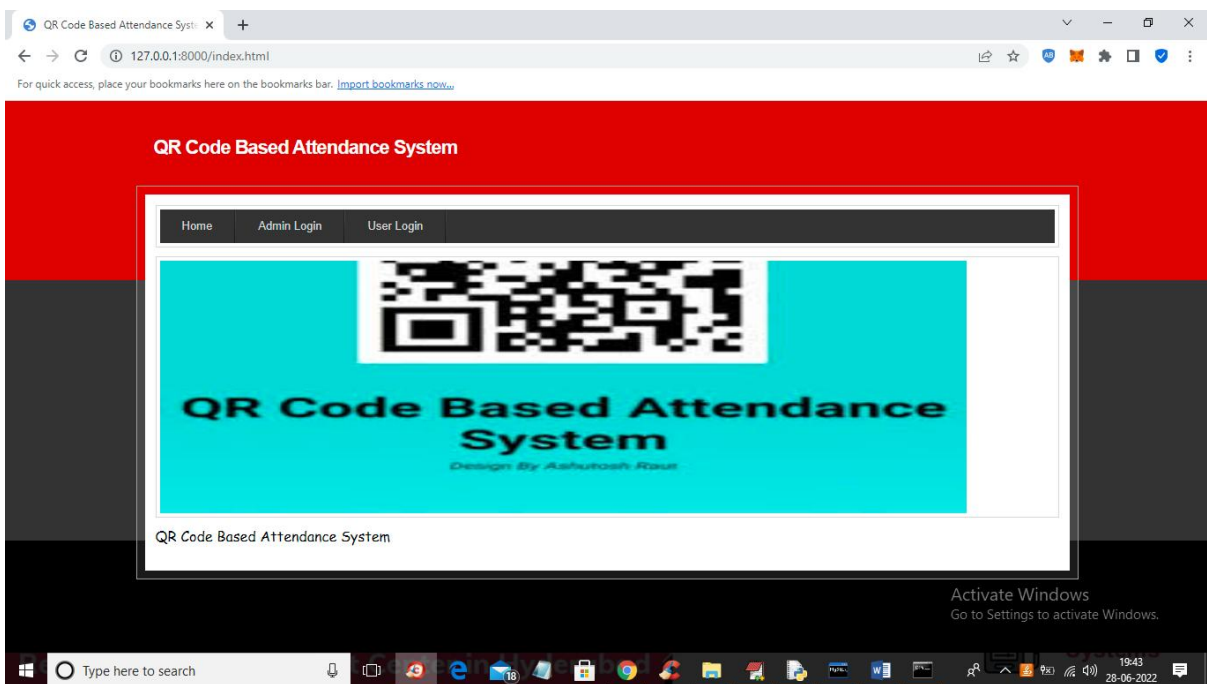 QR Code Based Attendance Syst
127.0.0.1:8000/index.html
For quick access, place your bookmarks here on the bookmarks bar. Import bookmarks now...
QR Code Based Attendance System
Home Admin Login User Login
QR Code Based Attendance
System
Design By Ashutosh Raut
QR Code Based Attendance System
Activate Windows
Go to Settings to activate Windows.
Type here to search
18
19:43
28-06-2022